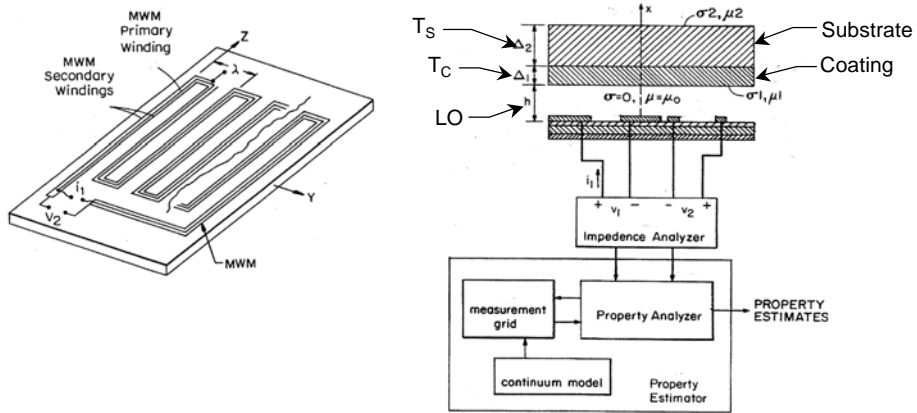 MWM
Primary
Winding
MWM
Secondary
Windings
Z
λ
i1
V2
Y
MWM
x
σ2, μ2
TS
Δ2
Substrate
TC
Δ1
Coating
σ1, μ1
LO
h
σ=0, μ=μ0
i1
+ v1 − − v2 +
Impedence Analyzer
measurement
grid
Property Analyzer
PROPERTY
ESTIMATES
continuum model
Property
Estimator